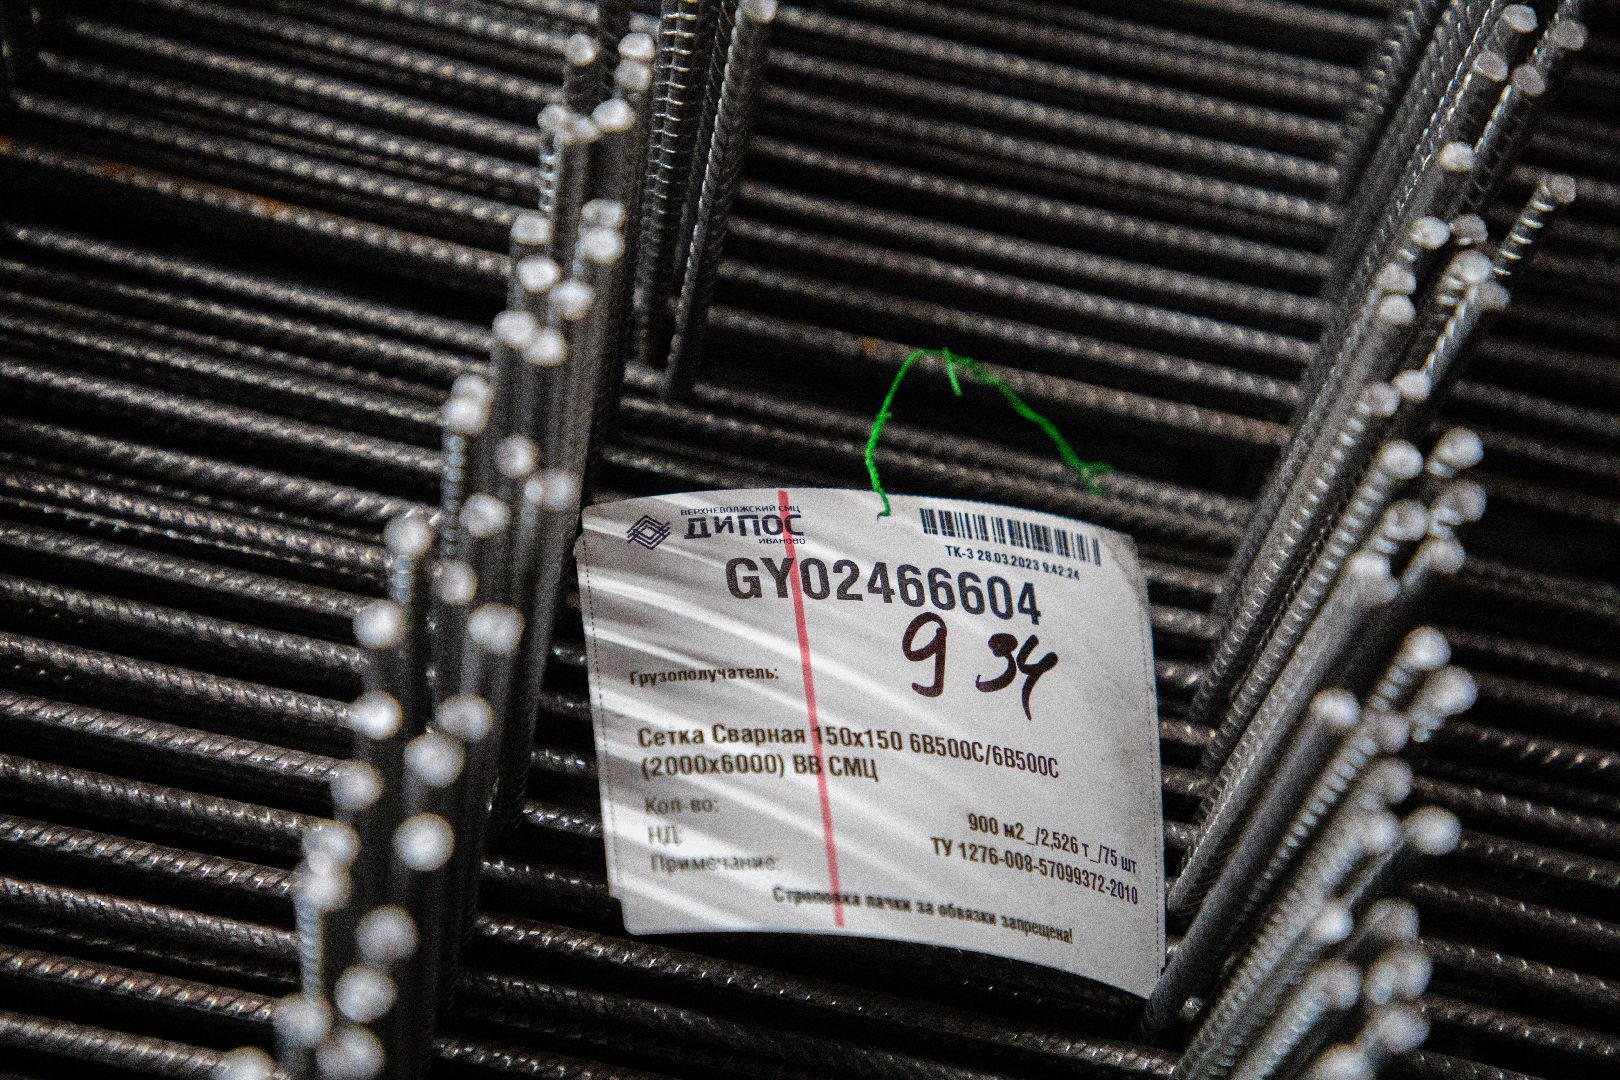 ВЕРХНЕВОЛЖСКИЙ СМЦ
ДИПОС
ИВАНОВО
ТК-3 28.03.2023 9:42:24
GY02466604
9 34
Грузополучатель:
Сетка Сварная 150x150 6В500С/6В500С
(2000x6000) ВВ СМЦ
Кол-во: 900 м2_/2,526 т_/75 шт
НД: ТУ 1276-008-57099372-2010
Примечание:
Строповка пачки за обвязки запрещена!